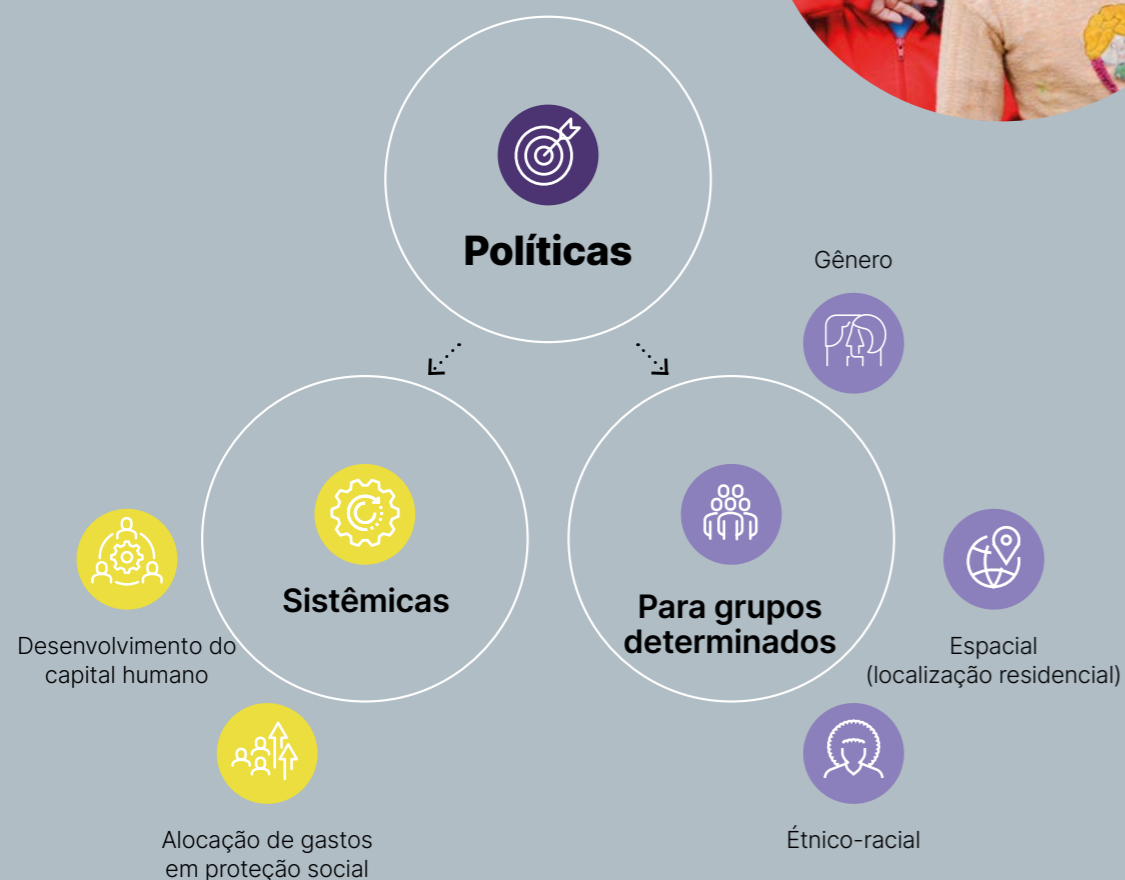 Políticas
Gênero
Sistêmicas
Para grupos
determinados
Desenvolvimento do
capital humano
Espacial
(localização residencial)
Alocação de gastos
em proteção social
Étnico-racial